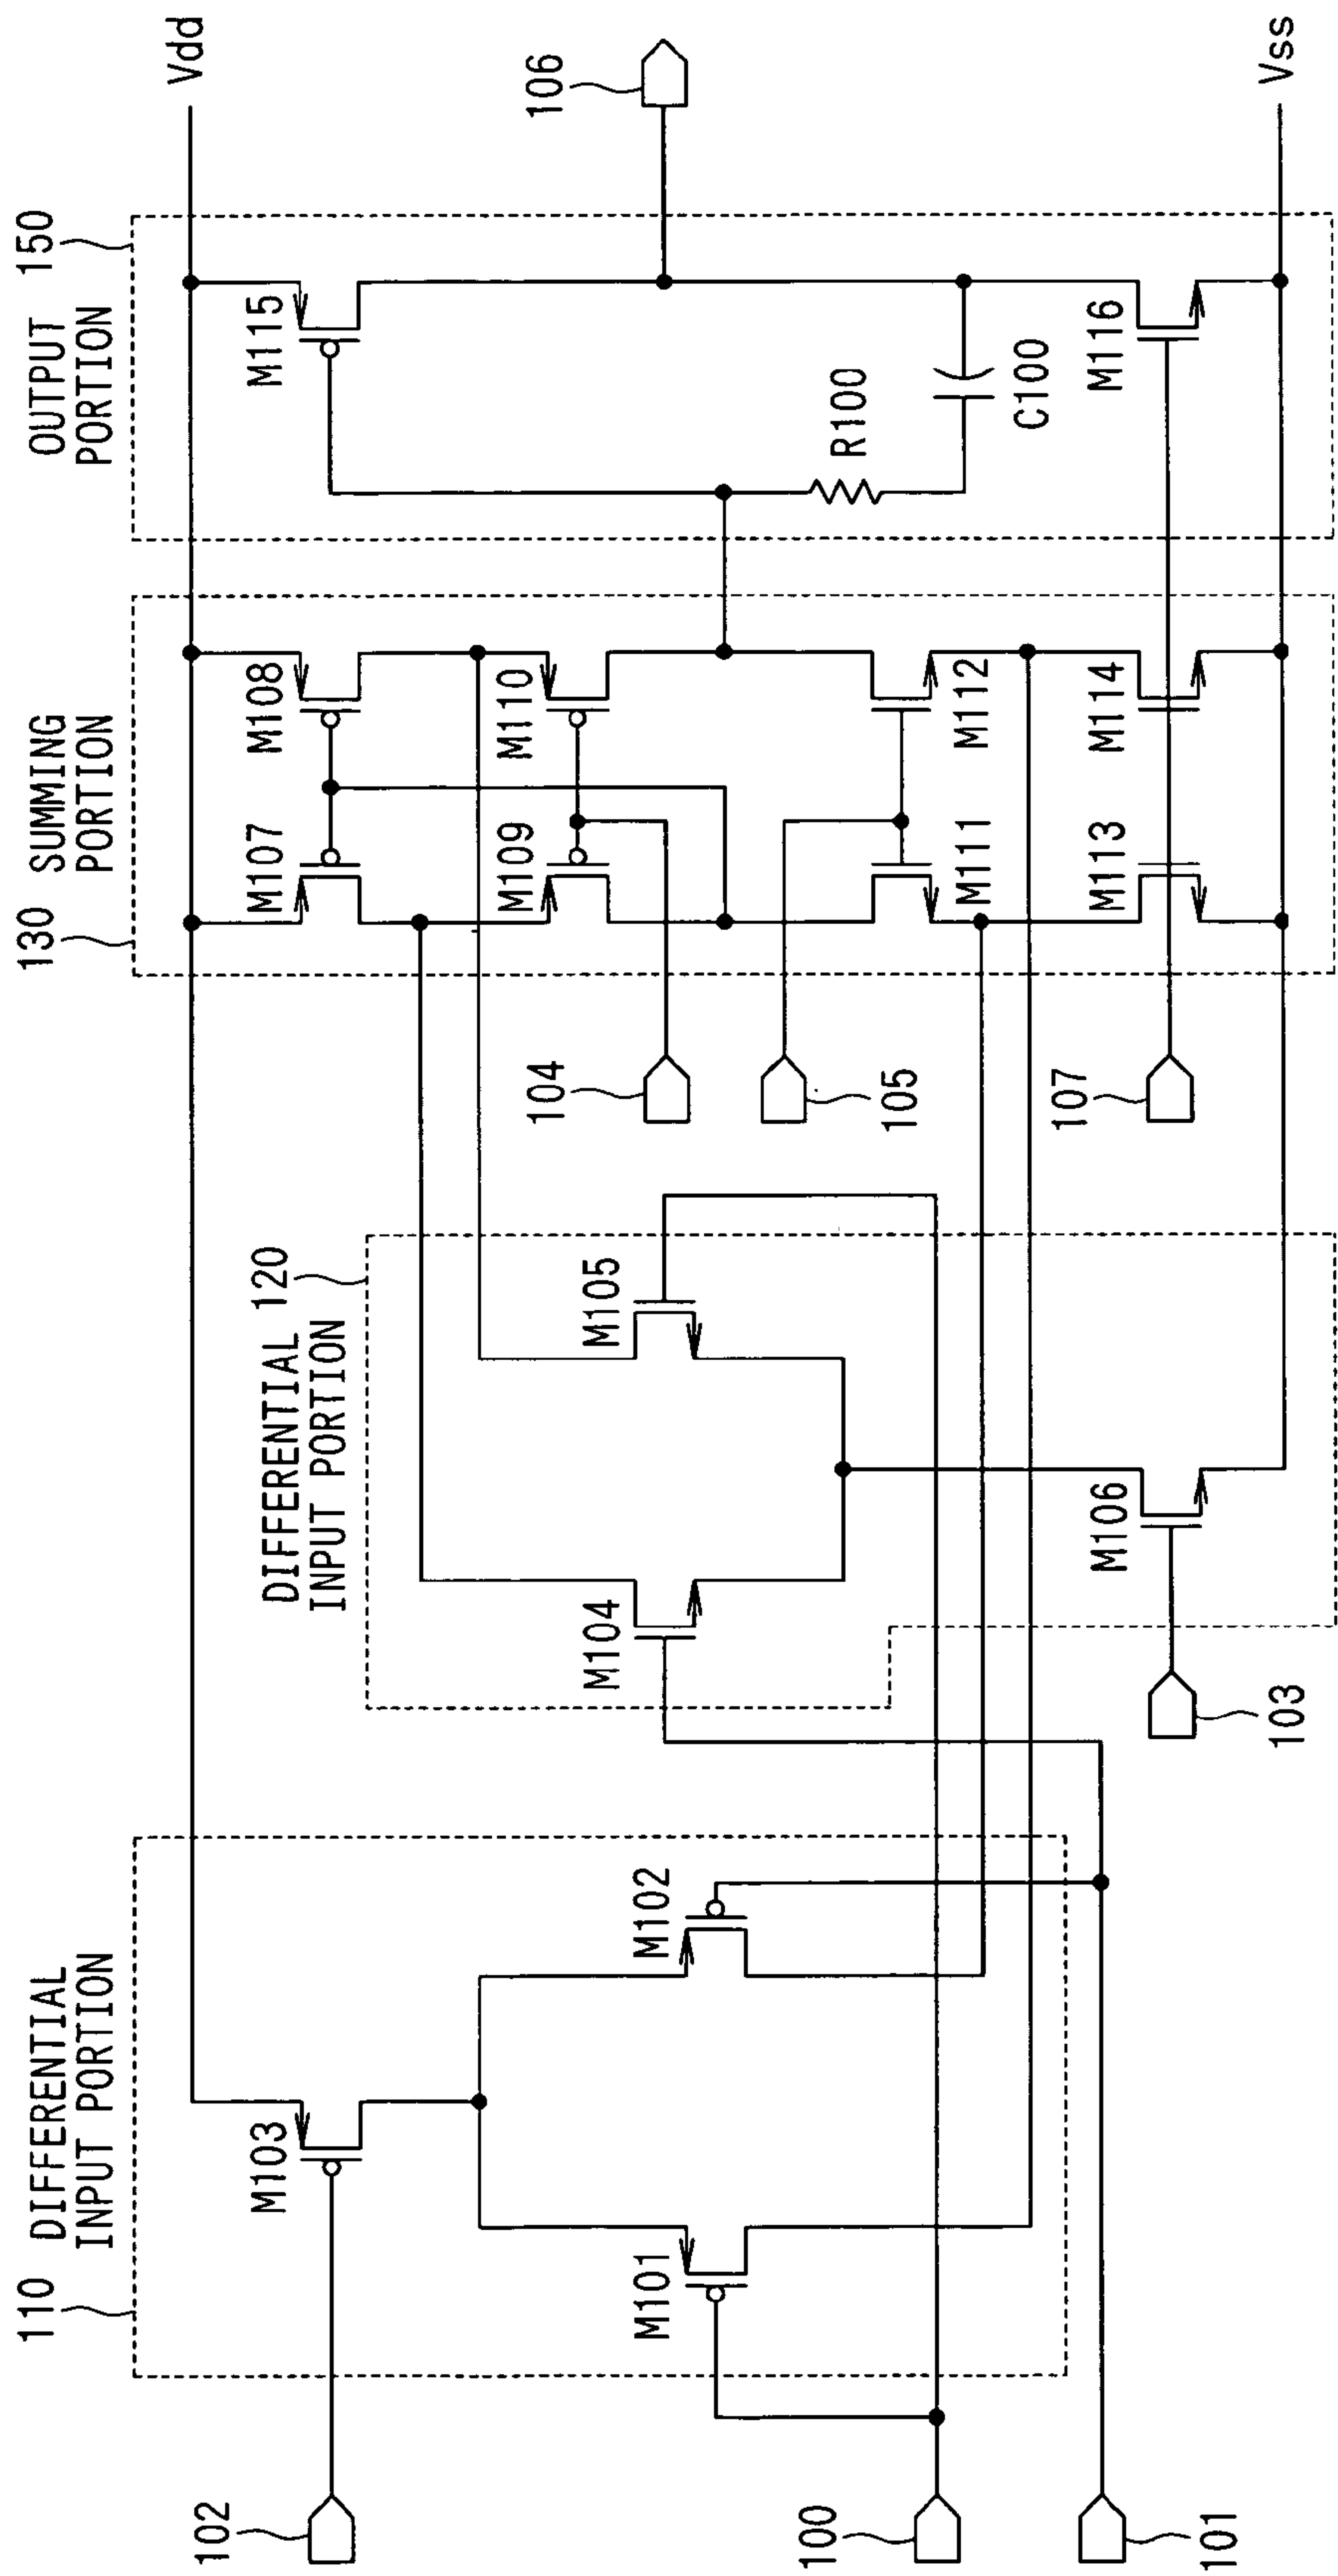 110 DIFFERENTIAL
INPUT PORTION
102
M103
M101
M102
100
101
DIFFERENTIAL 120
INPUT PORTION
M104
M105
M106
103
130 SUMMING
PORTION
M107
M108
M109
M110
104
105
M111
M112
M113
M114
107
OUTPUT 150
PORTION
M115
R100
C100
M116
106
Vdd
Vss